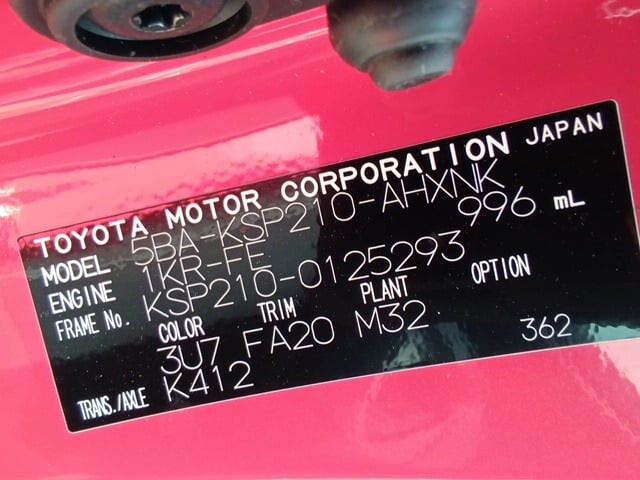 TOYOTA MOTOR CORPORATION JAPAN
MODEL 5BA-KSP210-AHXNK
ENGINE 1KR-FE 996 mL
FRAME No. KSP210-0125293
COLOR TRIM PLANT OPTION
3U7 FA20 M32 362
TRANS./AXLE K412